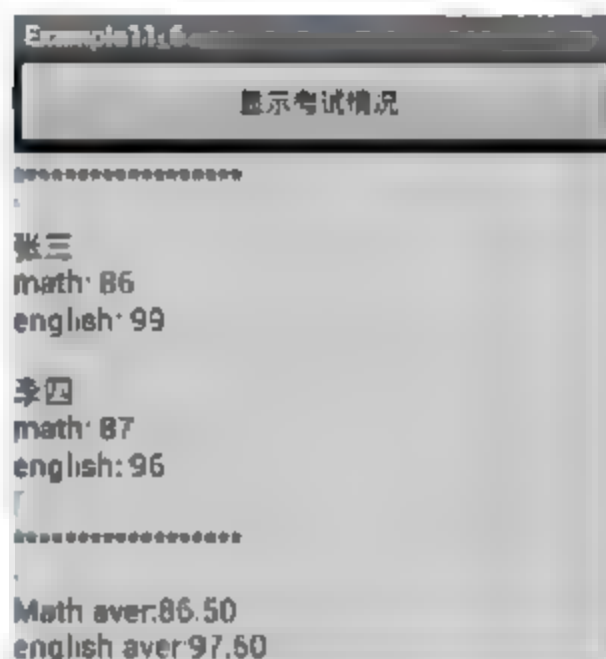 Example11_6
显示考试情况
******************
张三
math: 86
english: 99
李四
math: 87
english: 96
******************
Math aver:86.50
english aver:97.50